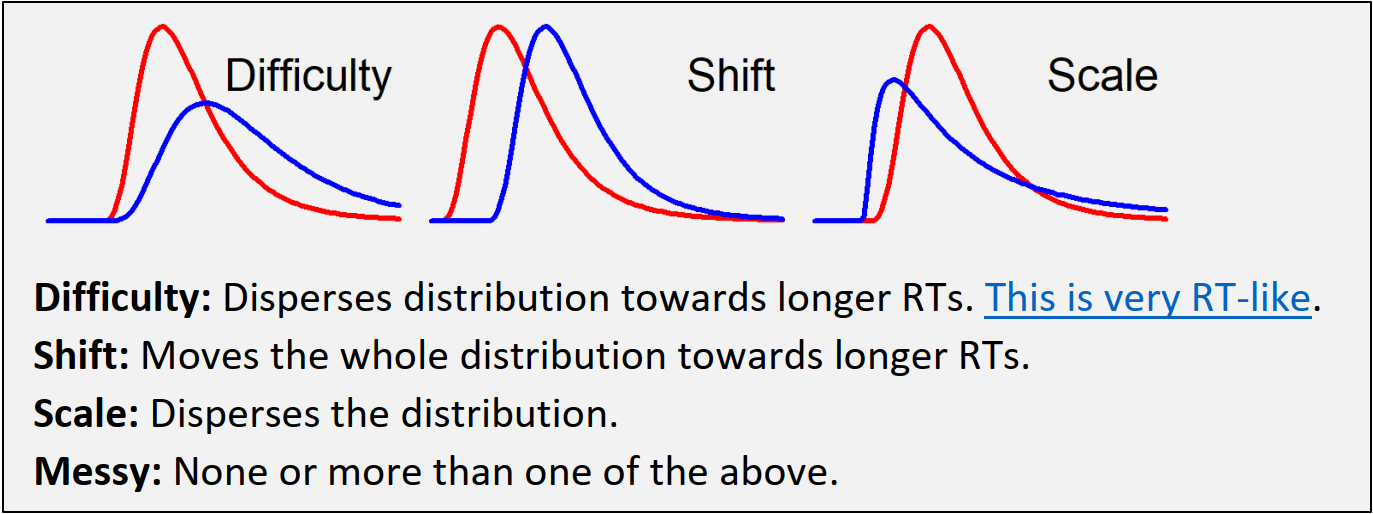 Difficulty
Shift
Scale
Difficulty: Disperses distribution towards longer RTs. This is very RT-like.
Shift: Moves the whole distribution towards longer RTs.
Scale: Disperses the distribution.
Messy: None or more than one of the above.